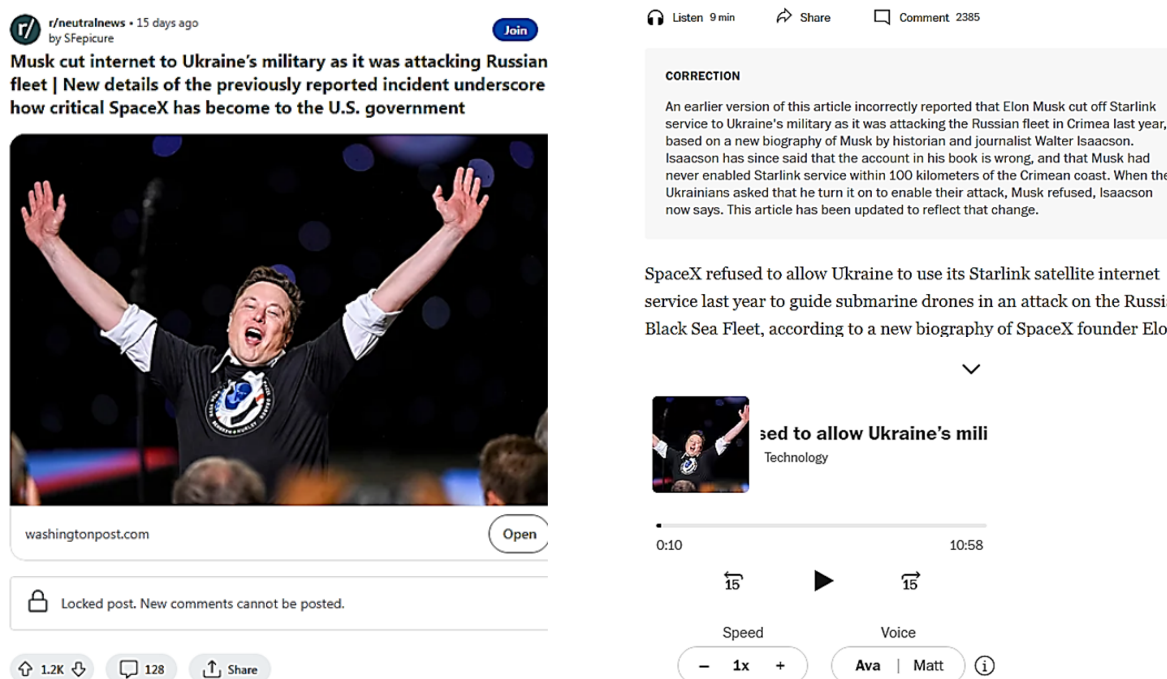 r/neutralnews • 15 days ago
by SFepicure
Join
Musk cut internet to Ukraine's military as it was attacking Russian
fleet | New details of the previously reported incident underscore
how critical SpaceX has become to the U.S. government
washingtonpost.com
Open
Locked post. New comments cannot be posted.
1.2K
128
Share
Listen 9 min
Share
Comment 2385
CORRECTION
An earlier version of this article incorrectly reported that Elon Musk cut off Starlink
service to Ukraine's military as it was attacking the Russian fleet in Crimea last year,
based on a new biography of Musk by historian and journalist Walter Isaacson.
Isaacson has since said that the account in his book is wrong, and that Musk had
never enabled Starlink service within 100 kilometers of the Crimean coast. When the
Ukrainians asked that he turn it on to enable their attack, Musk refused, Isaacson
now says. This article has been updated to reflect that change.
SpaceX refused to allow Ukraine to use its Starlink satellite internet
service last year to guide submarine drones in an attack on the Russi
Black Sea Fleet, according to a new biography of SpaceX founder Elo
sed to allow Ukraine's mili
Technology
0:10
10:58
15
15
Speed
Voice
− 1x +
Ava | Matt